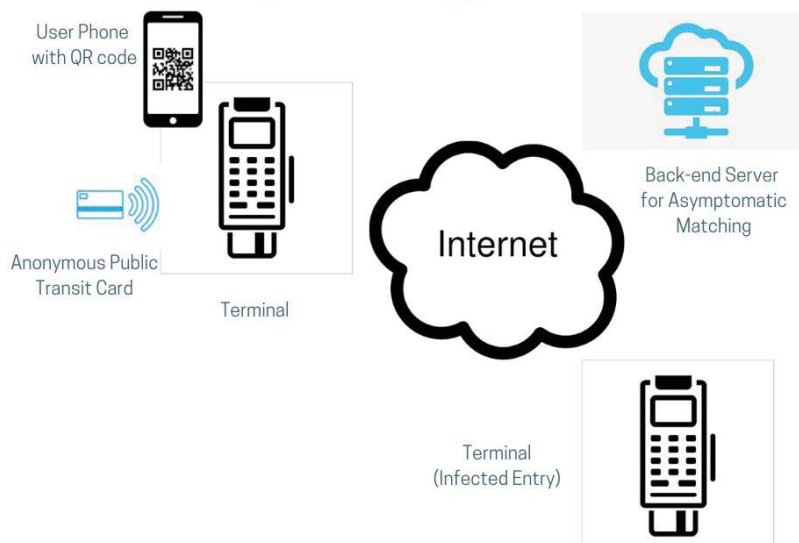 User Phone
with QR code
Anonymous Public
Transit Card
Terminal
Internet
Back-end Server
for Asymptomatic
Matching
Terminal
(Infected Entry)